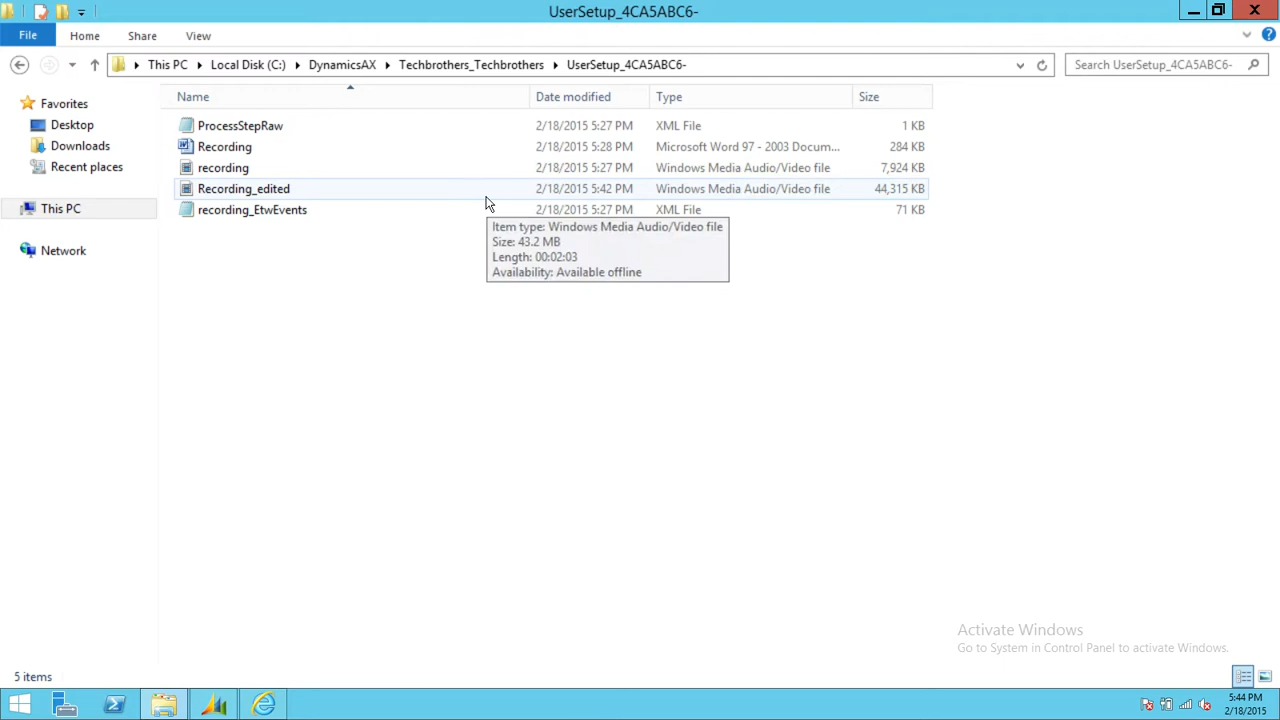 UserSetup_4CA5ABC6-
File Home Share View
This PC Local Disk (C:) DynamicsAX Techbrothers_Techbrothers UserSetup_4CA5ABC6- Search UserSetup_4CA5ABC6-
Name Date modified Type Size
Favorites
Desktop
Downloads
Recent places
This PC
Network
ProcessStepRaw 2/18/2015 5:27 PM XML File 1 KB
Recording 2/18/2015 5:28 PM Microsoft Word 97 - 2003 Docum... 284 KB
recording 2/18/2015 5:27 PM Windows Media Audio/Video file 7,924 KB
Recording_edited 2/18/2015 5:42 PM Windows Media Audio/Video file 44,315 KB
recording_EtwEvents 2/18/2015 5:27 PM XML File 71 KB
Item type: Windows Media Audio/Video file
Size: 43.2 MB
Length: 00:02:03
Availability: Available offline
Activate Windows
Go to System in Control Panel to activate Windows.
5 items
5:44 PM
2/18/2015